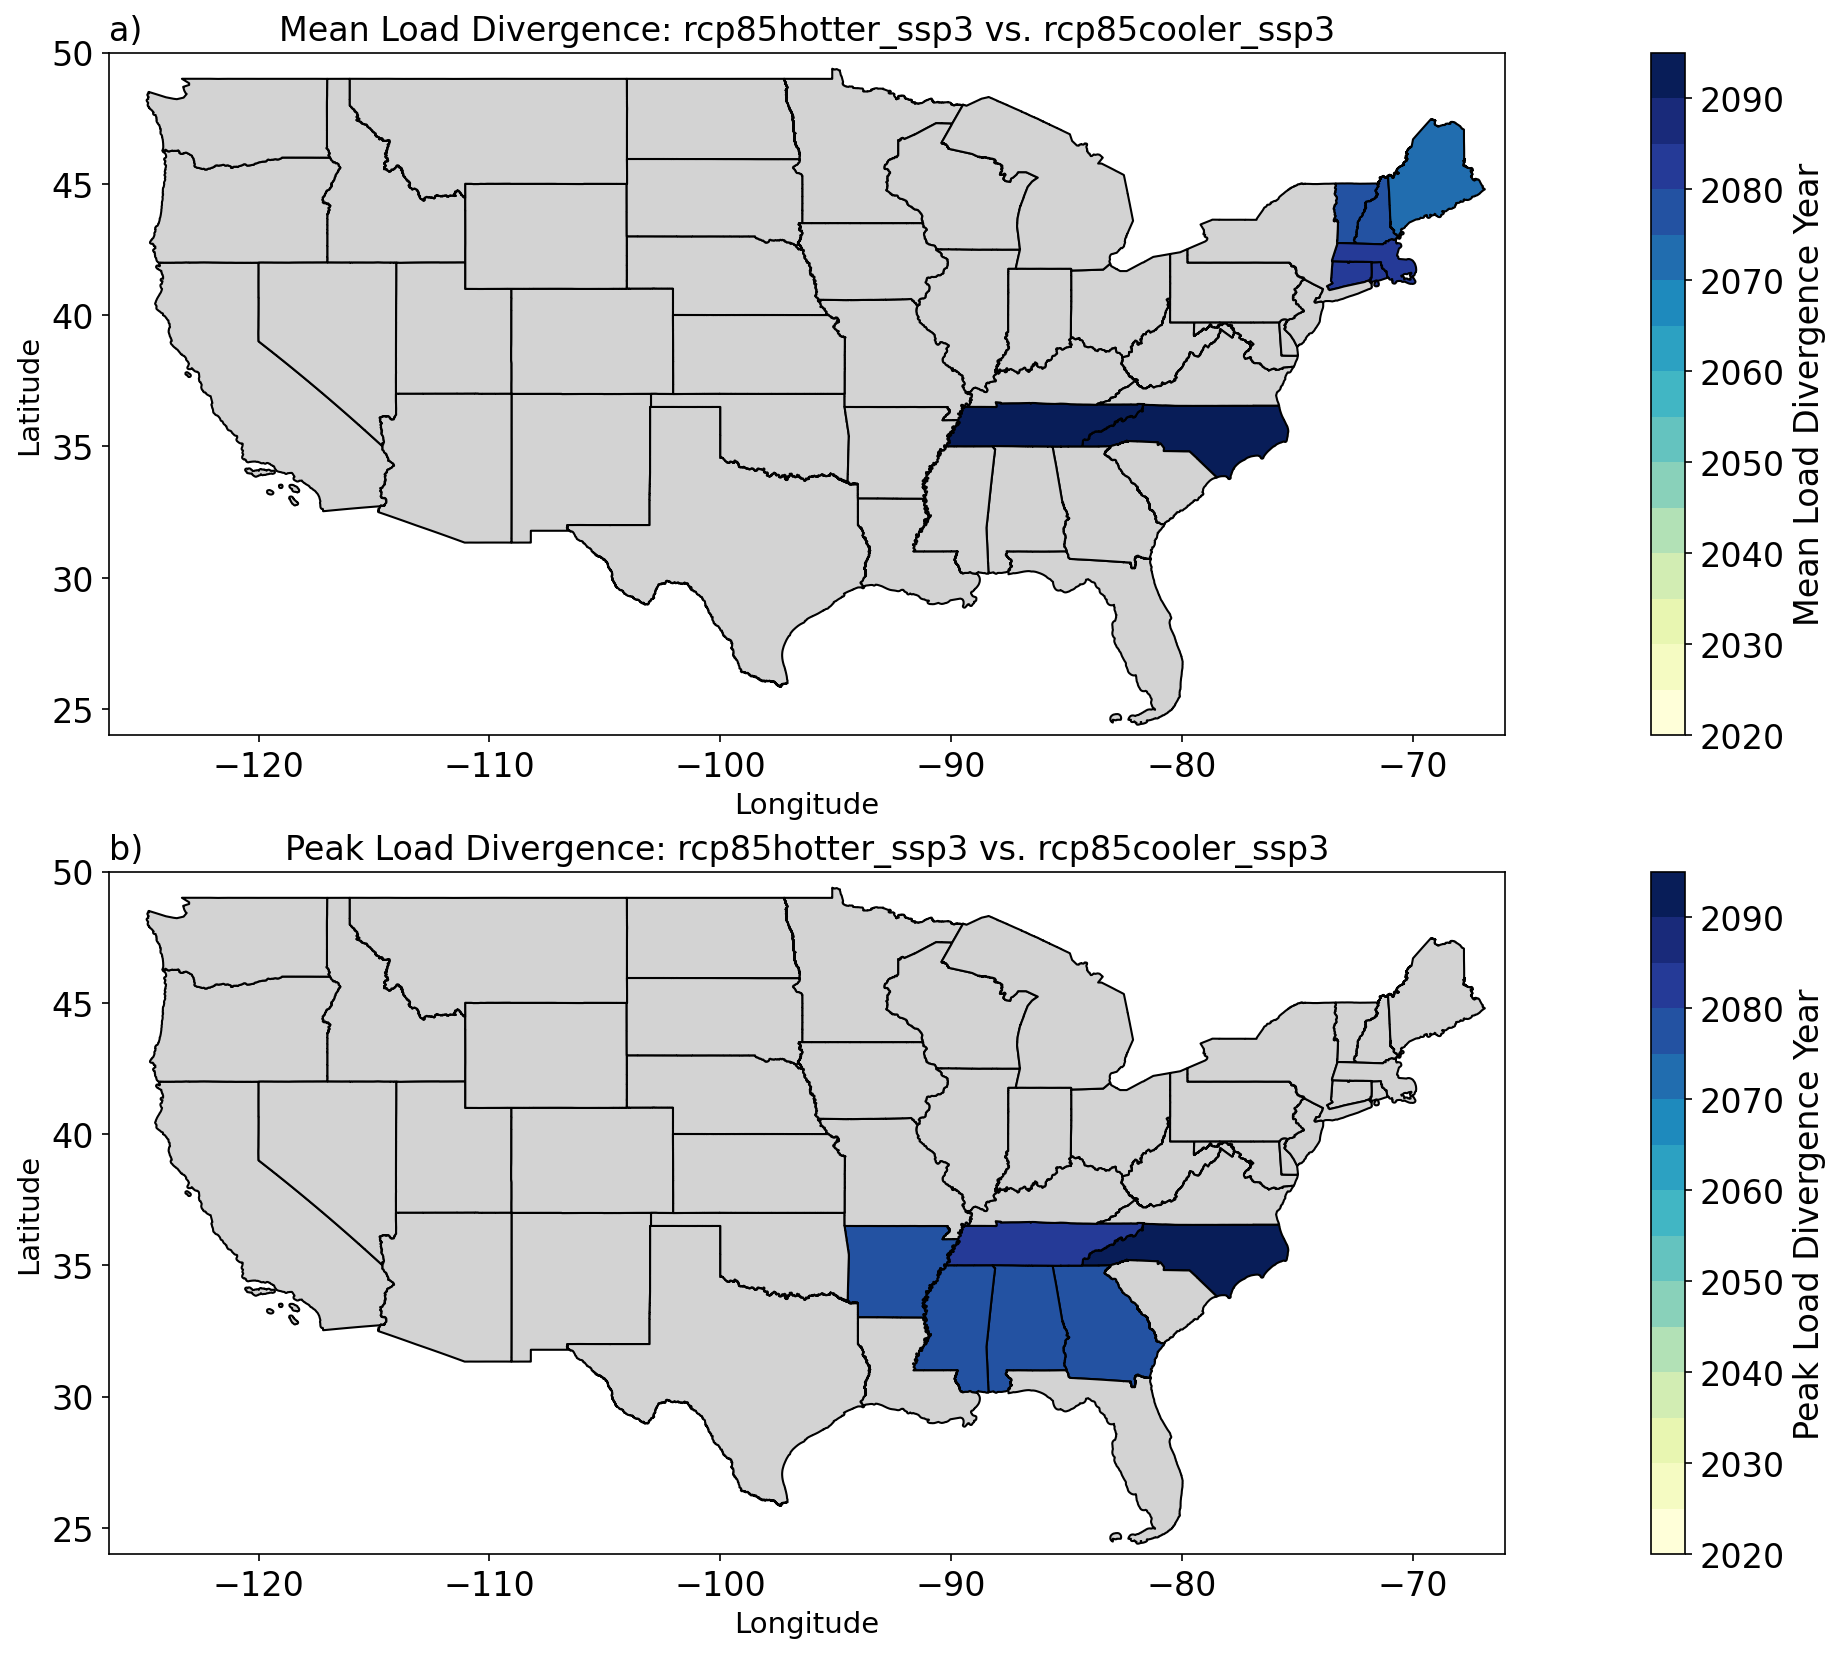 a) Mean Load Divergence: rcp85hotter_ssp3 vs. rcp85cooler_ssp3
50
45
40
35
30
25
Latitude
−120 −110 −100 −90 −80 −70
Longitude
2090
2080
2070
2060
2050
2040
2030
2020
Mean Load Divergence Year
b) Peak Load Divergence: rcp85hotter_ssp3 vs. rcp85cooler_ssp3
50
45
40
35
30
25
Latitude
−120 −110 −100 −90 −80 −70
Longitude
2090
2080
2070
2060
2050
2040
2030
2020
Peak Load Divergence Year